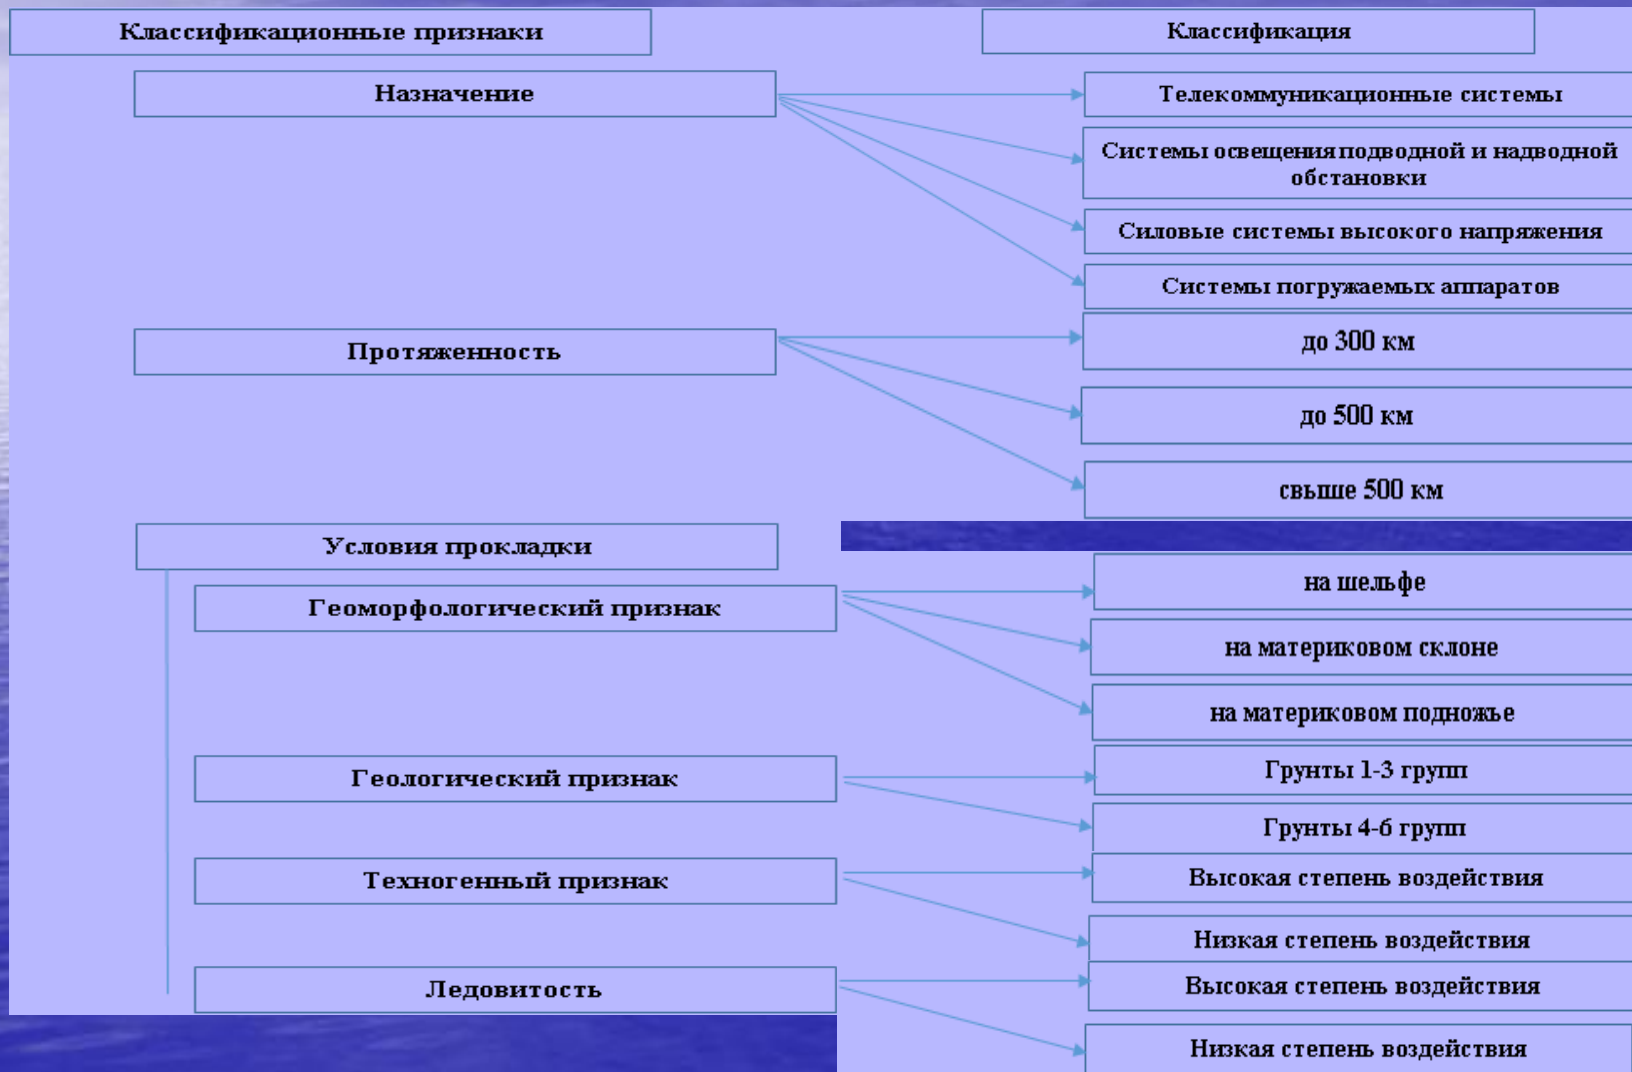 Классификационные признаки
Классификация
Назначение
Телекоммуникационные системы
Системы освещения подводной и надводной
обстановки
Силовые системы высокого напряжения
Системы погружаемых аппаратов
Протяженность
до 300 км
до 500 км
свыше 500 км
Условия прокладки
Геоморфологический признак
на шельфе
на материковом склоне
на материковом подножье
Геологический признак
Грунты 1-3 групп
Грунты 4-6 групп
Техногенный признак
Высокая степень воздействия
Низкая степень воздействия
Ледовитость
Высокая степень воздействия
Низкая степень воздействия